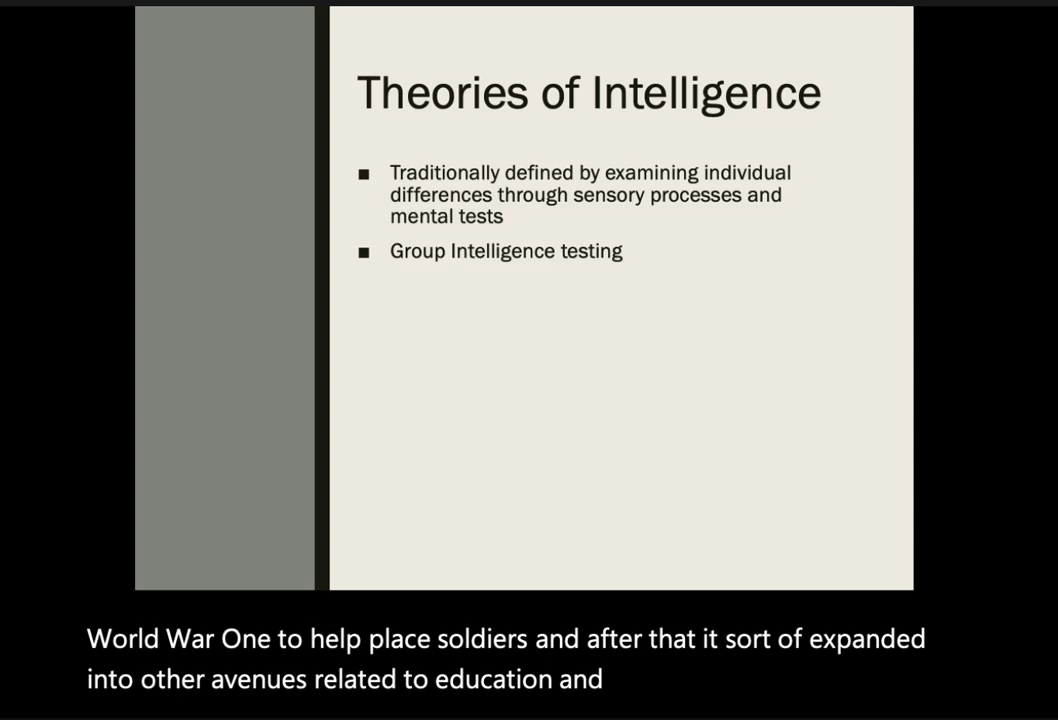 Theories of Intelligence
■ Traditionally defined by examining individual
differences through sensory processes and
mental tests
■ Group Intelligence testing
World War One to help place soldiers and after that it sort of expanded
into other avenues related to education and